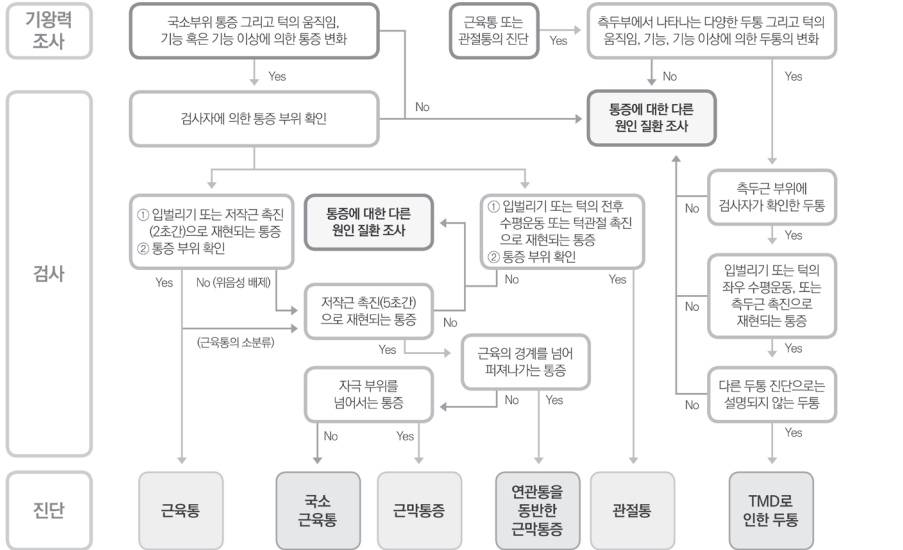 기왕력
조사
국소부위 통증 그리고 턱의 움직임,
기능 혹은 기능 이상에 의한 통증 변화
근육통 또는
관절통의 진단
Yes
측두부에서 나타나는 다양한 두통 그리고 턱의
움직임, 기능, 기능 이상에 의한 두통의 변화
Yes
No
Yes
검사
검사자에 의한 통증 부위 확인
No
통증에 대한 다른
원인 질환 조사
측두근 부위에
검사자가 확인한 두통
No
Yes
① 입벌리기 또는 저작근 촉진
(2초간)으로 재현되는 통증
② 통증 부위 확인
통증에 대한 다른
원인 질환 조사
① 입벌리기 또는 턱의 전후
수평운동 또는 턱관절 촉진
으로 재현되는 통증
② 통증 부위 확인
Yes
No (위음성 배제)
No
Yes
입벌리기 또는 턱의
좌우 수평운동, 또는
측두근 촉진으로
재현되는 통증
No
Yes
저작근 촉진(5초간)
으로 재현되는 통증
No
(근육통의 소분류)
Yes
근육의 경계를 넘어
퍼져나가는 통증
No
Yes
자극 부위를
넘어서는 통증
No
Yes
다른 두통 진단으로는
설명되지 않는 두통
No
Yes
진단
근육통
국소
근육통
근막통증
연관통을
동반한
근막통증
관절통
TMD로
인한 두통